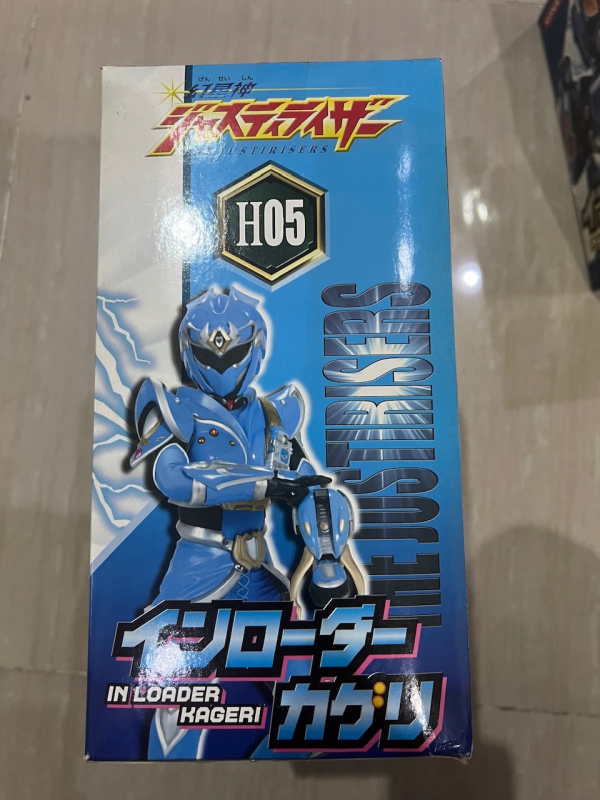 げん せい しん
幻星神
ジャスティライザー
JUSTIRISERS
H05
THE JUSTIRISERS
インローダー
IN LOADER
KAGERI
カゲリ